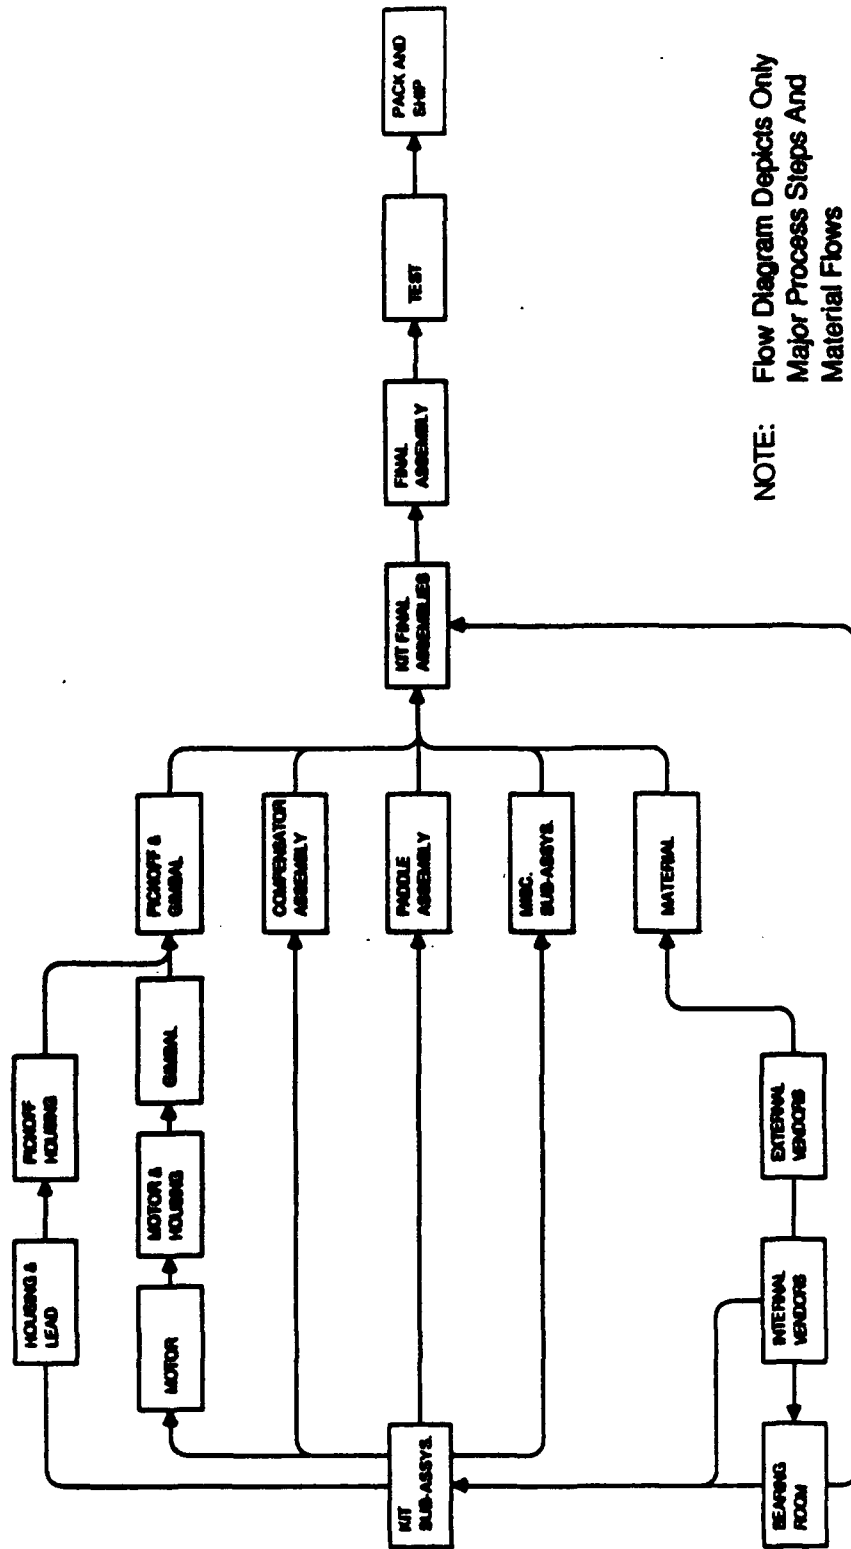 HOUSING &
LEAD
PICKOFF
HOUSING
MOTOR
MOTOR &
HOUSING
GIMBAL
PICKOFF &
GIMBAL
COMPENSATOR
ASSEMBLY
KIT
SUB-ASSYS.
PADDLE
ASSEMBLY
KIT FINAL
ASSEMBLIES
FINAL
ASSEMBLY
TEST
PACK AND
SHIP
MISC.
SUB-ASSYS.
MATERIAL
BEARING
ROOM
INTERNAL
VENDORS
EXTERNAL
VENDORS
NOTE: Flow Diagram Depicts Only
Major Process Steps And
Material Flows